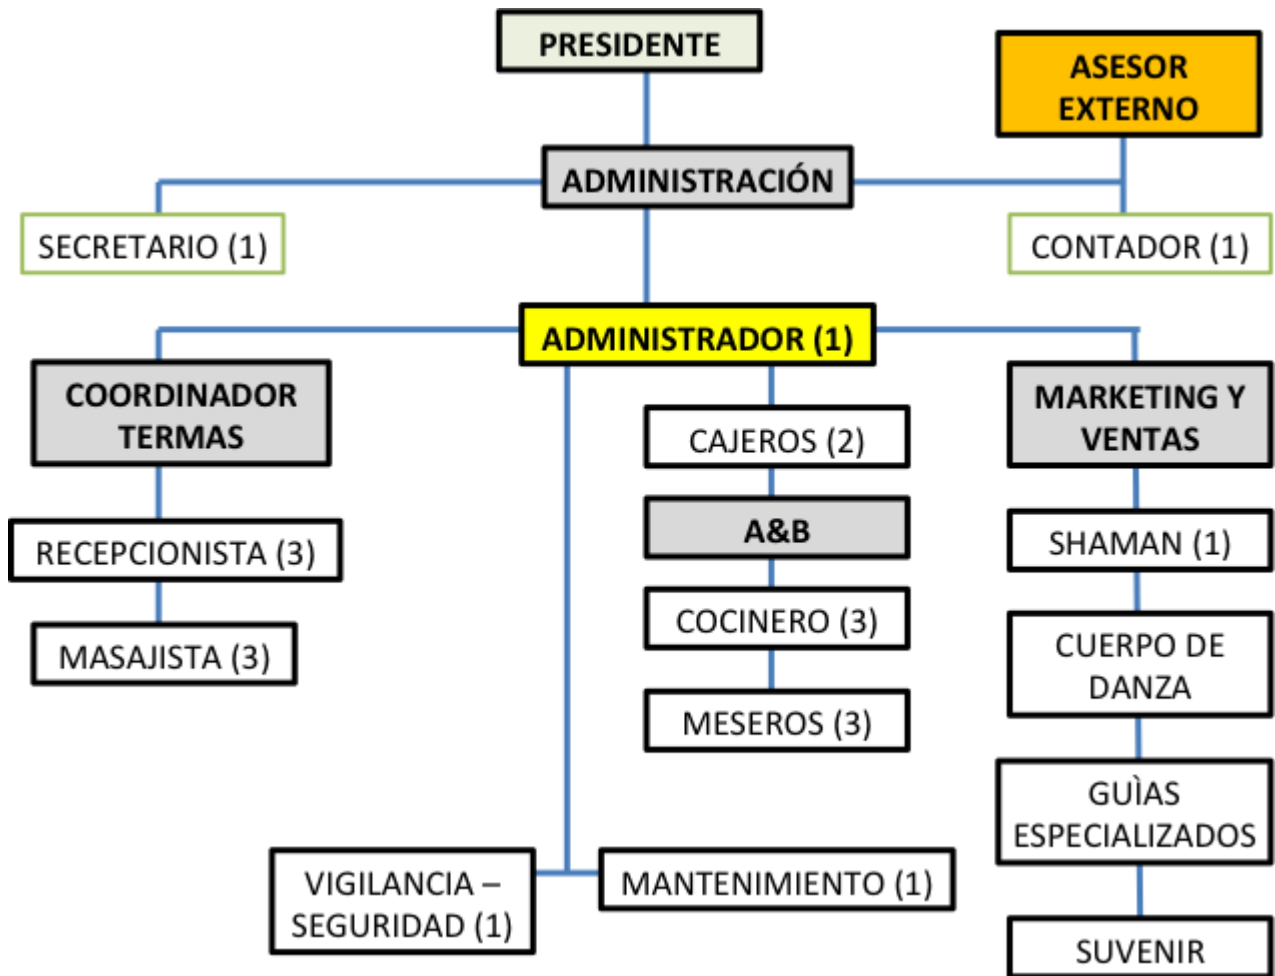 PRESIDENTE
ASESOR
EXTERNO
ADMINISTRACIÓN
SECRETARIO (1)
CONTADOR (1)
ADMINISTRADOR (1)
COORDINADOR
TERMAS
MARKETING Y
VENTAS
CAJEROS (2)
A&B
RECEPCIONISTA (3)
SHAMAN (1)
COCINERO (3)
MASAJISTA (3)
CUERPO DE
DANZA
MESEROS (3)
GUÌAS
ESPECIALIZADOS
VIGILANCIA –
SEGURIDAD (1)
MANTENIMIENTO (1)
SUVENIR